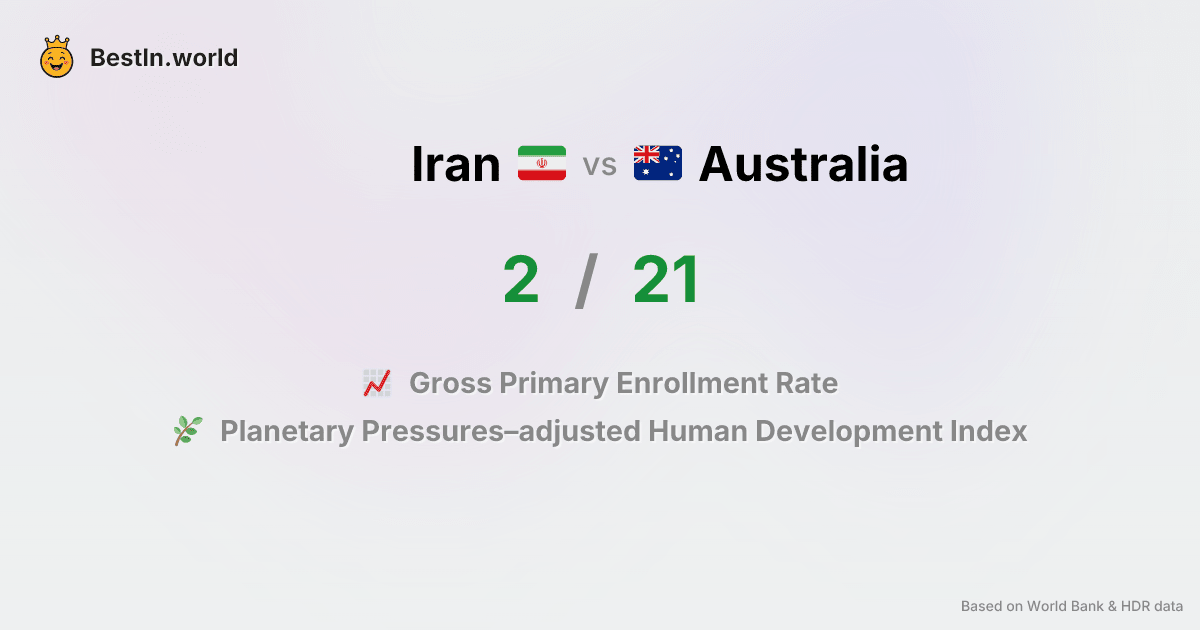 BestIn.world
Iran vs Australia
2 / 21
Gross Primary Enrollment Rate
Planetary Pressures–adjusted Human Development Index
Based on World Bank & HDR data